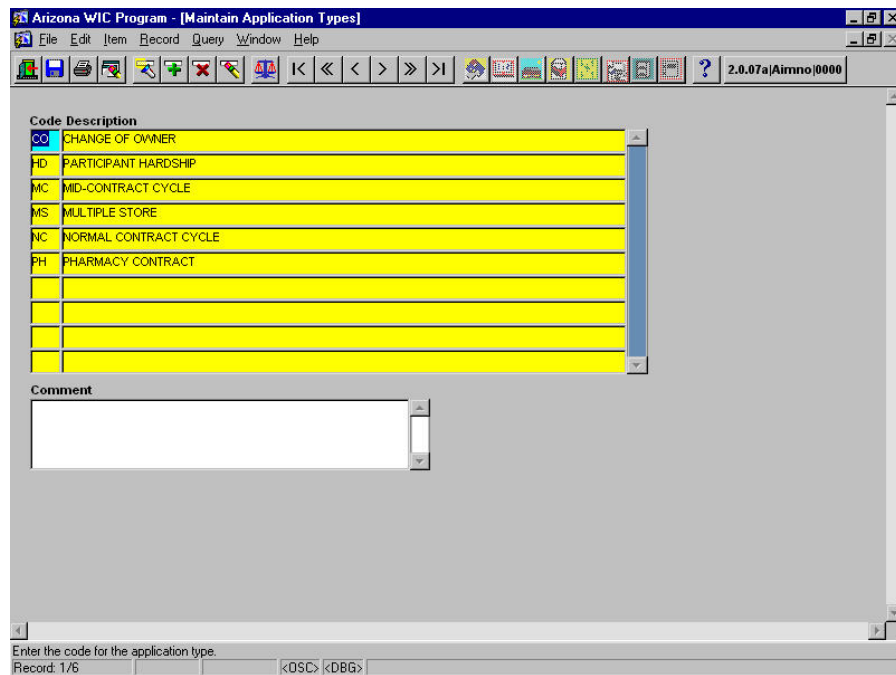 Arizona WIC Program - [Maintain Application Types]
File Edit Item Record Query Window Help
2.0.07a|Aimno|0000
Code Description
CO CHANGE OF OWNER
HD PARTICIPANT HARDSHIP
MC MID-CONTRACT CYCLE
MS MULTIPLE STORE
NC NORMAL CONTRACT CYCLE
PH PHARMACY CONTRACT
Comment
Enter the code for the application type.
Record: 1/6 <OSC> <DBG>